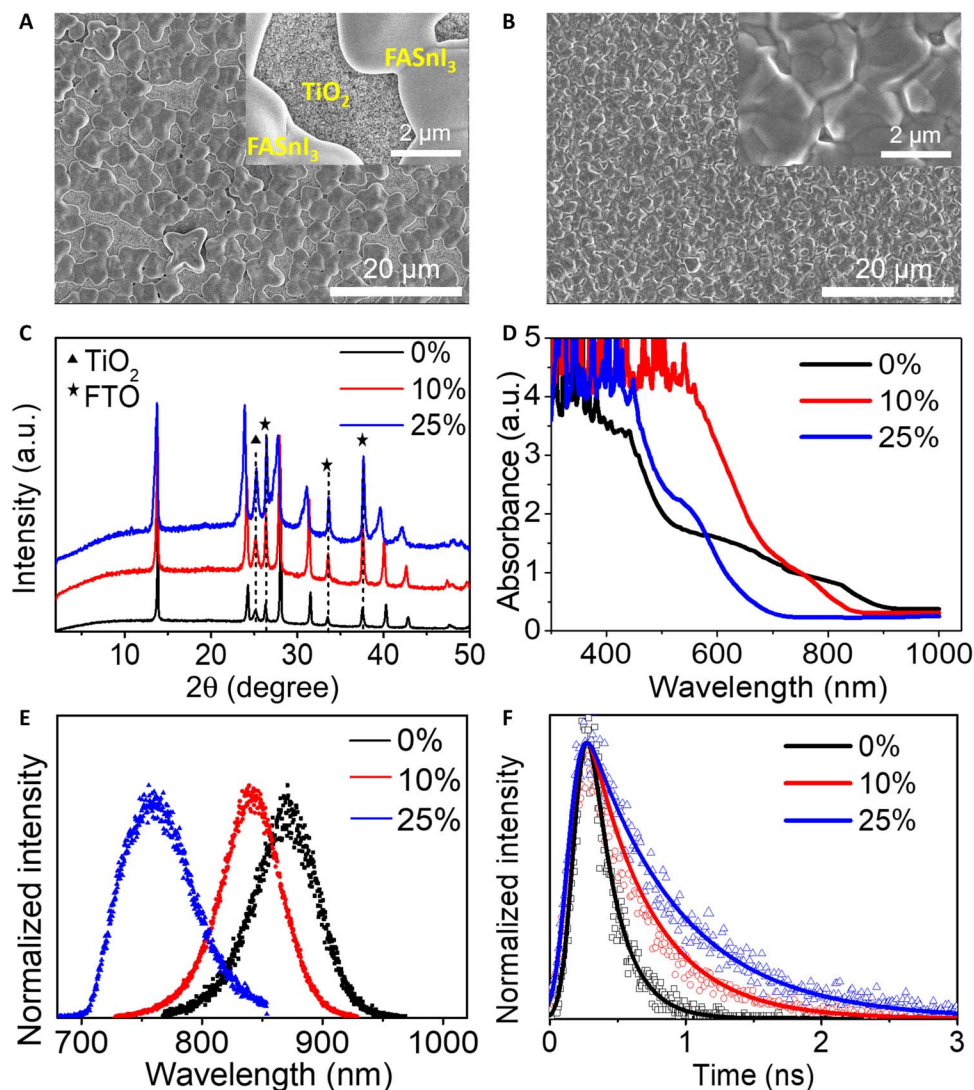 A
FASnI₃
TiO₂
FASnI₃
2 μm
20 μm
B
2 μm
20 μm
C
▲ TiO₂
★ FTO
0%
10%
25%
Intensity (a.u.)
10 20 30 40 50
2θ (degree)
D
0%
10%
25%
Absorbance (a.u.)
5
4
3
2
1
0
400 600 800 1000
Wavelength (nm)
E
0%
10%
25%
Normalized intensity
700 800 900 1000
Wavelength (nm)
F
0%
10%
25%
Normalized intensity
0 1 2 3
Time (ns)